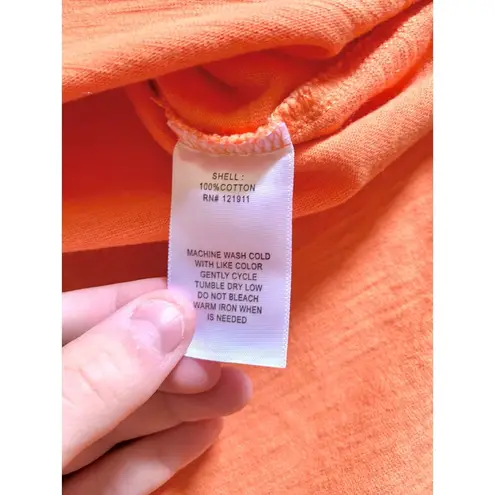 SHELL :
100%COTTON
RN# 121911
MACHINE WASH COLD
WITH LIKE COLOR
GENTLY CYCLE
TUMBLE DRY LOW
DO NOT BLEACH
WARM IRON WHEN
IS NEEDED